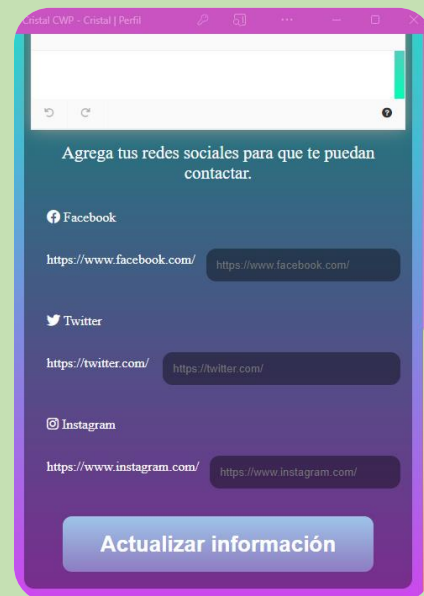 Cristal CWP - Cristal | Perfil
Agrega tus redes sociales para que te puedan
contactar.
Facebook
https://www.facebook.com/ https://www.facebook.com/
Twitter
https://twitter.com/ https://twitter.com/
Instagram
https://www.instagram.com/ https://www.instagram.com/
Actualizar información